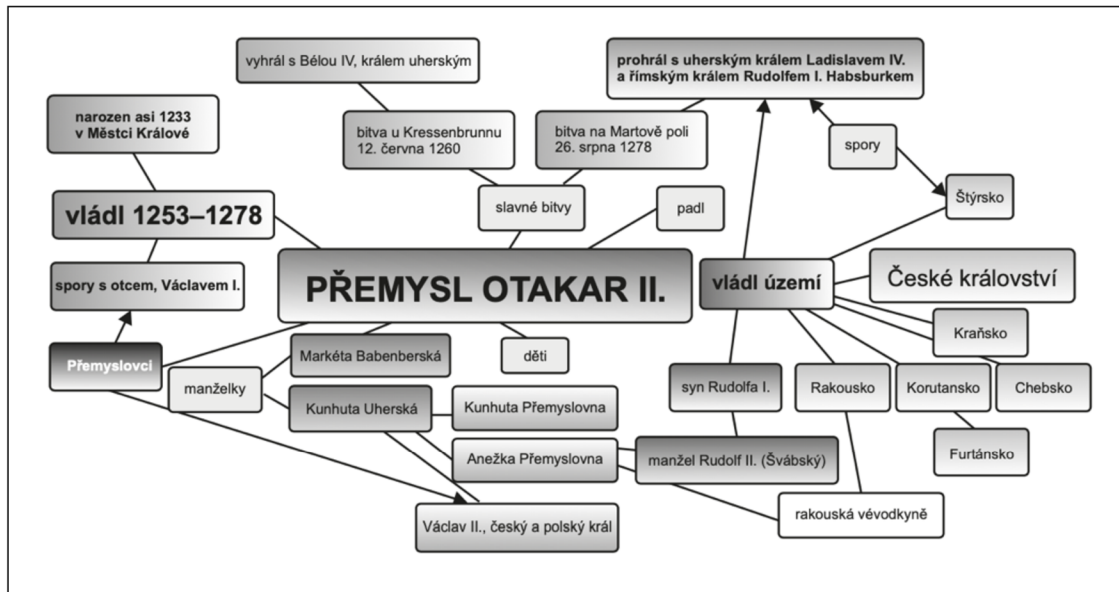 vyhrál s Bélou IV, králem uherským
prohrál s uherským králem Ladislavem IV.
a římským králem Rudolfem I. Habsburkem
narozen asi 1233
v Městci Králové
bitva u Kressenbrunnu
12. června 1260
bitva na Martově poli
26. srpna 1278
spory
vládl 1253–1278
slavné bitvy
padl
Štýrsko
spory s otcem, Václavem I.
PŘEMYSL OTAKAR II.
vládl území
České království
Přemyslovci
manželky
Markéta Babenberská
děti
Kraňsko
syn Rudolfa I.
Rakousko
Korutansko
Chebsko
Kunhuta Uherská
Kunhuta Přemyslovna
Anežka Přemyslovna
manžel Rudolf II. (Švábský)
Furtánsko
Václav II., český a polský král
rakouská vévodkyně